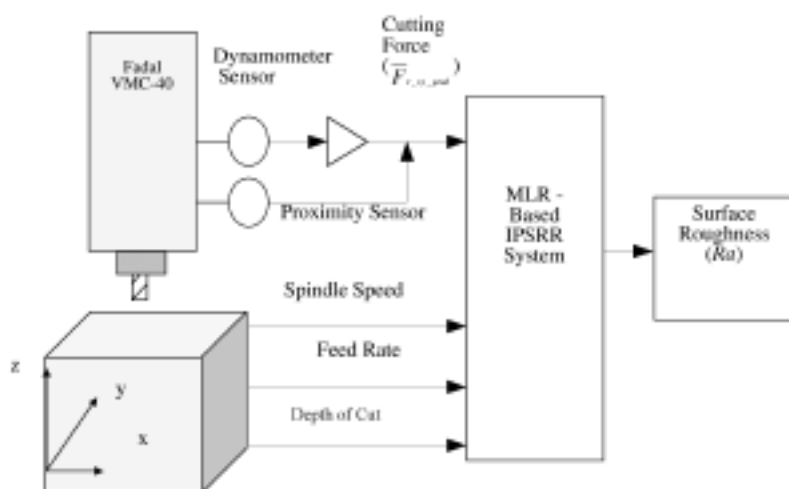 Fadal
VMC-40
Dynamometer
Sensor
Cutting
Force
Proximity Sensor
MLR -
Based
IPSRR
System
Surface
Roughness
(Ra)
Spindle Speed
Feed Rate
Depth of Cut
z
y
x